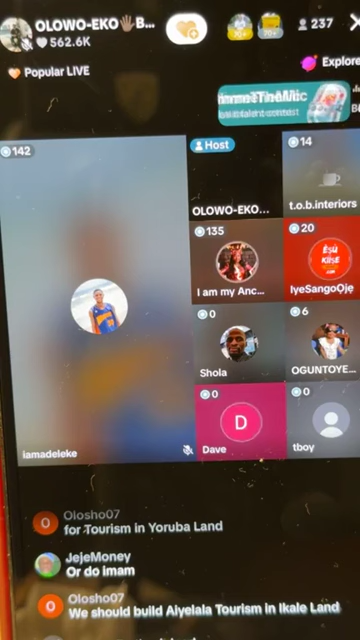 OLOWO-EKO🖐🏾B...
562.6K
237
Popular LIVE
Explore
142
Host
14
OLOWO-EKO...
t.o.b.interiors
135
20
ÈṢÙ
KIIṢE
I am my Anc...
IyeSangoOje
0
6
Shola
OGUNTOYE...
0
0
D
iamadeleke
Dave
tboy
O
Olosho07
for Tourism in Yoruba Land
JejeMoney
Or do imam
O
Olosho07
We should build Aiyelala Tourism in Ikale Land